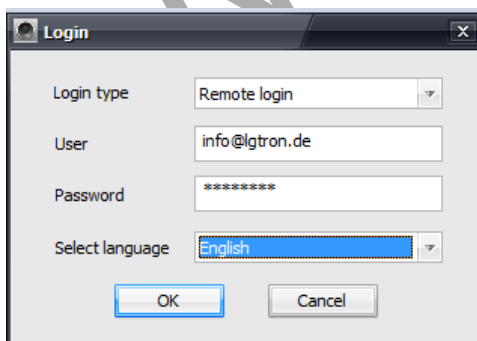 Login
Login type Remote login
User info@lgtron.de
Password ********
Select language English
OK Cancel